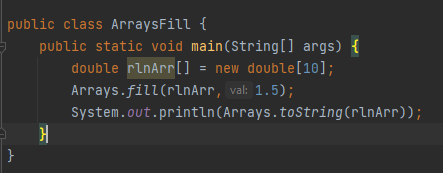 public class ArraysFill {
    public static void main(String[] args) {
        double rlnArr[] = new double[10];
        Arrays.fill(rlnArr, val: 1.5);
        System.out.println(Arrays.toString(rlnArr));
    }
}